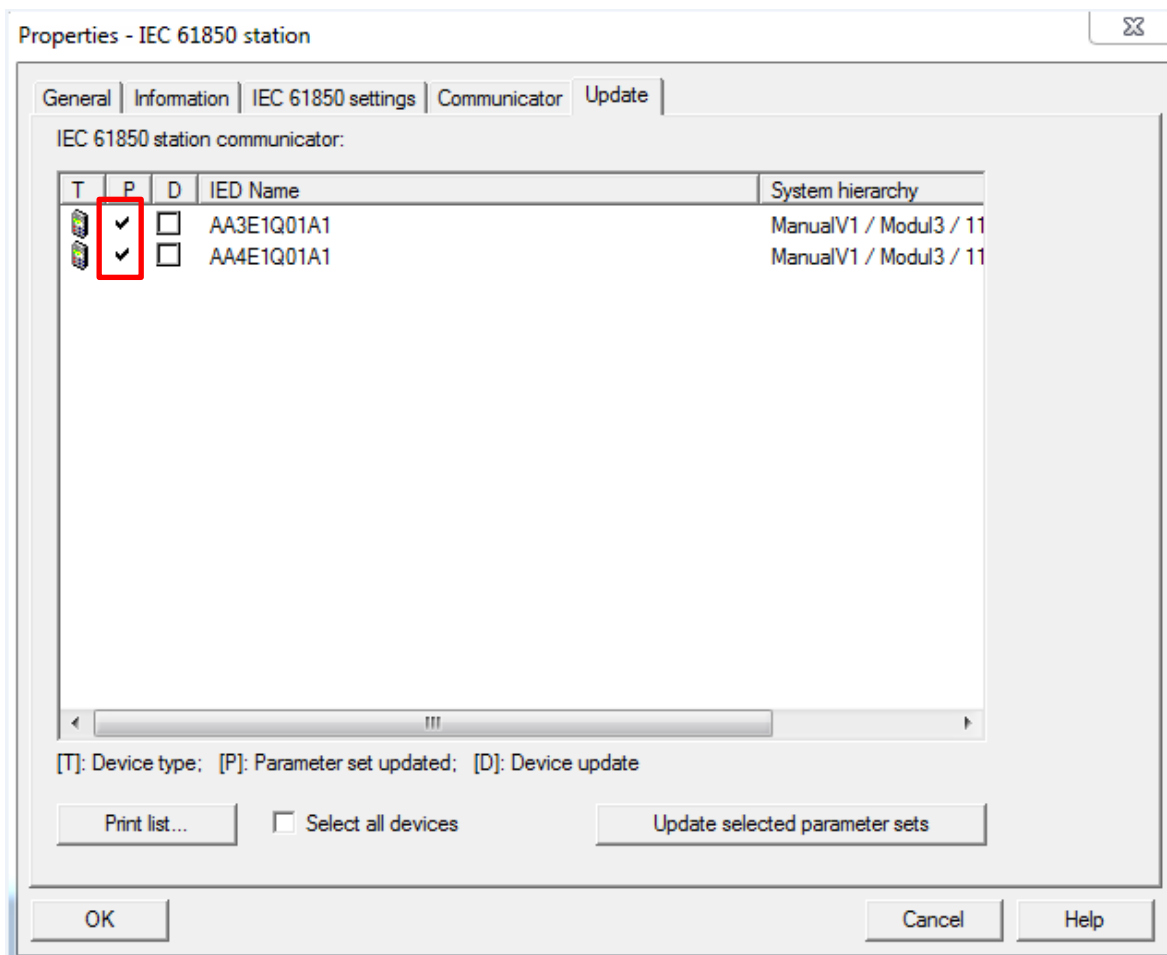 Properties - IEC 61850 station
General Information IEC 61850 settings Communicator Update
IEC 61850 station communicator:
T P D IED Name System hierarchy
AA3E1Q01A1 ManualV1 / Modul3 / 11
AA4E1Q01A1 ManualV1 / Modul3 / 11
[T]: Device type; [P]: Parameter set updated; [D]: Device update
Print list... Select all devices Update selected parameter sets
OK Cancel Help